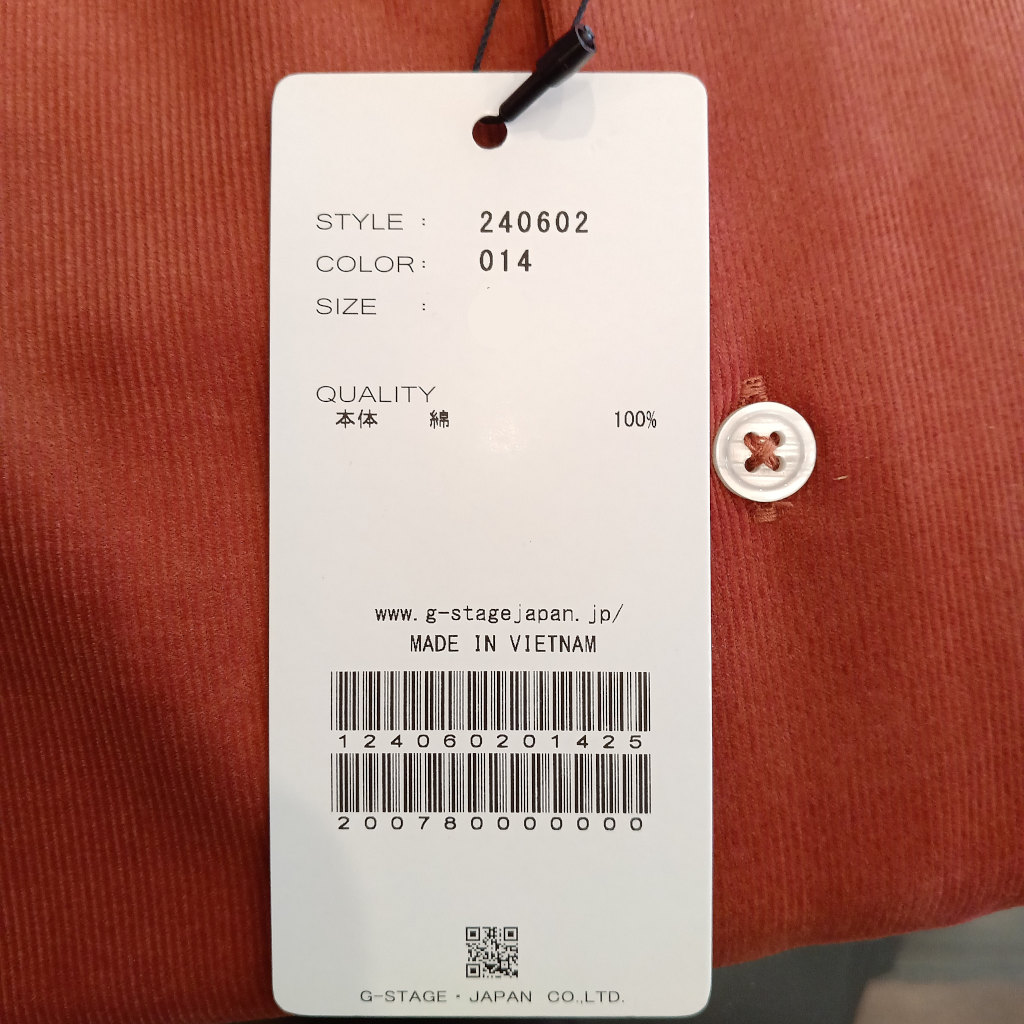 STYLE : 240602
COLOR: 014
SIZE :
QUALITY
本体 綿 100%
www.g-stagejapan.jp/
MADE IN VIETNAM
124060201425
200780000000
G-STAGE・JAPAN CO.,LTD.